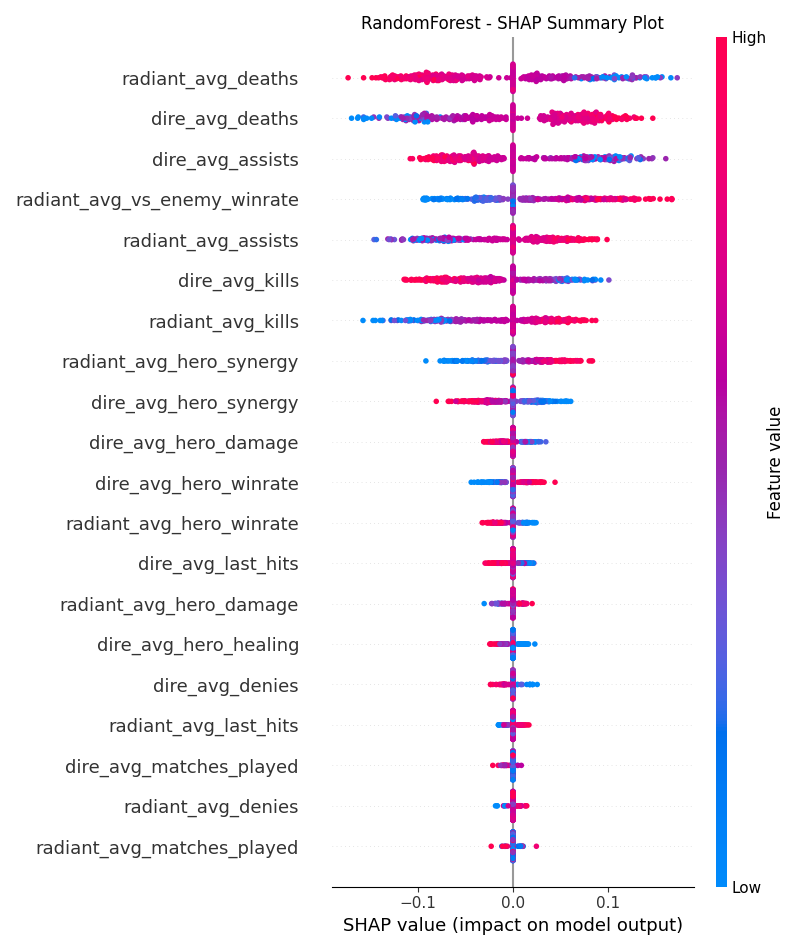 RandomForest - SHAP Summary Plot
High
radiant_avg_deaths
dire_avg_deaths
dire_avg_assists
radiant_avg_vs_enemy_winrate
radiant_avg_assists
dire_avg_kills
radiant_avg_kills
radiant_avg_hero_synergy
dire_avg_hero_synergy
dire_avg_hero_damage
dire_avg_hero_winrate
radiant_avg_hero_winrate
dire_avg_last_hits
radiant_avg_hero_damage
dire_avg_hero_healing
dire_avg_denies
radiant_avg_last_hits
dire_avg_matches_played
radiant_avg_denies
radiant_avg_matches_played
Feature value
Low
−0.1 0.0 0.1
SHAP value (impact on model output)